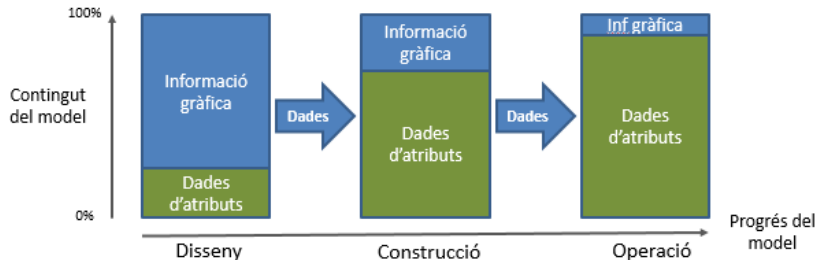 100%
Contingut
del model
0%
Informació
gràfica
Dades
d'atributs
Dades
Informació
gràfica
Dades
d'atributs
Dades
Inf gràfica
Dades
d'atributs
Disseny
Construcció
Operació
Progrés del
model